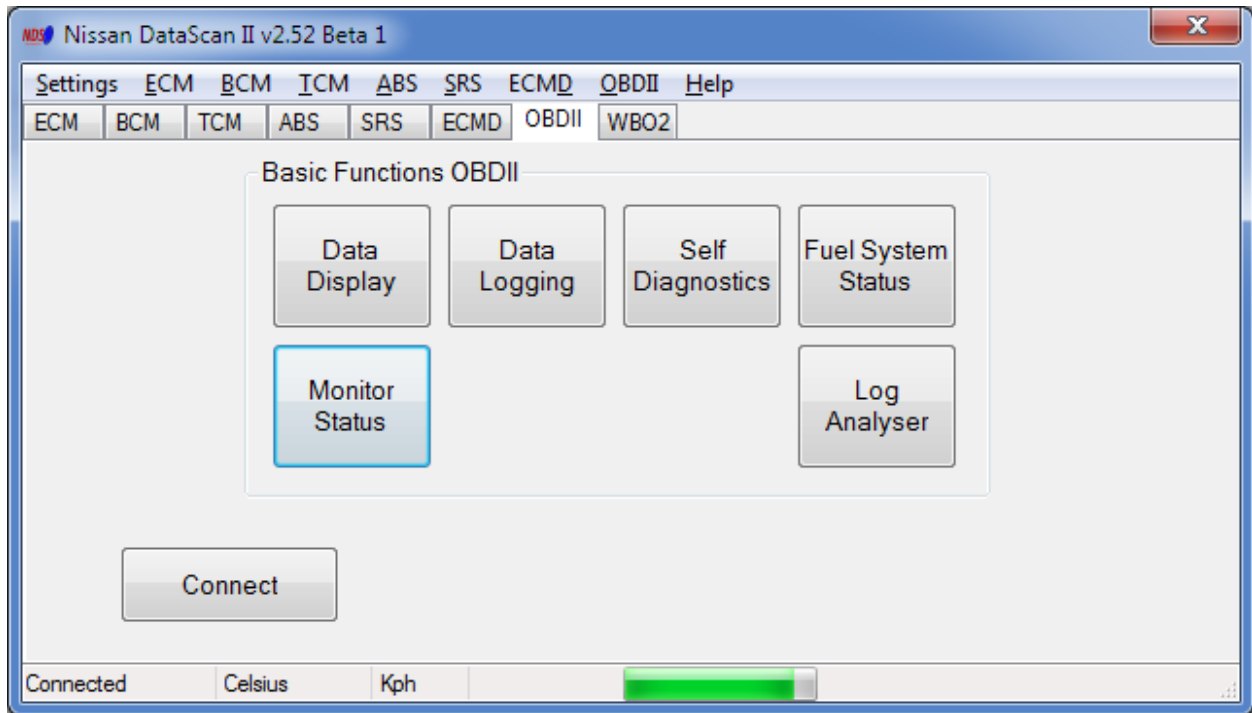 NDSI Nissan DataScan II v2.52 Beta 1
Settings ECM BCM TCM ABS SRS ECMD OBDII Help
ECM BCM TCM ABS SRS ECMD OBDII WBO2
Basic Functions OBDII
Data
Display
Data
Logging
Self
Diagnostics
Fuel System
Status
Monitor
Status
Log
Analyser
Connect
Connected Celsius Kph